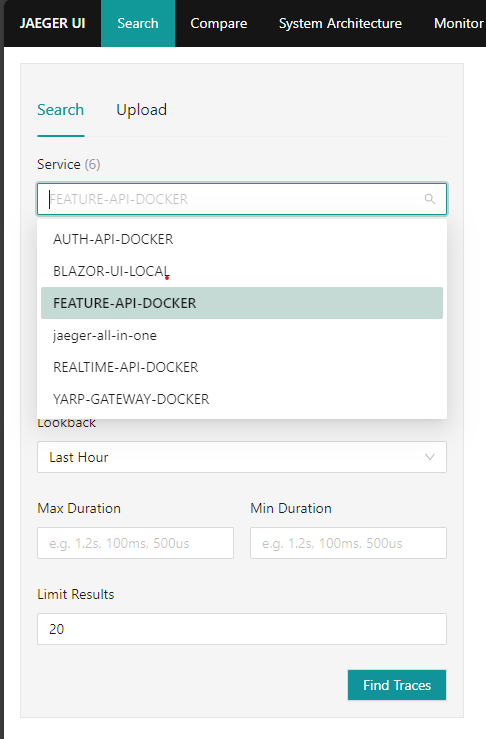 JAEGER UI Search Compare System Architecture Monitor
Search Upload
Service (6)
FEATURE-API-DOCKER
AUTH-API-DOCKER
BLAZOR-UI-LOCAL
FEATURE-API-DOCKER
jaeger-all-in-one
REALTIME-API-DOCKER
YARP-GATEWAY-DOCKER
Lookback
Last Hour
Max Duration Min Duration
e.g. 1.2s, 100ms, 500us e.g. 1.2s, 100ms, 500us
Limit Results
20
Find Traces